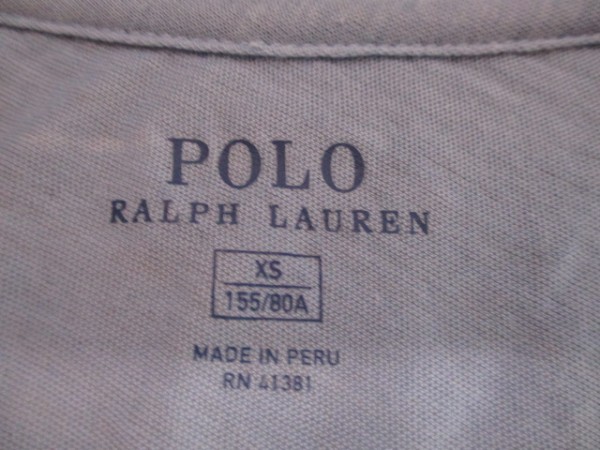 POLO
RALPH LAUREN
XS
155/80A
MADE IN PERU
RN 41381